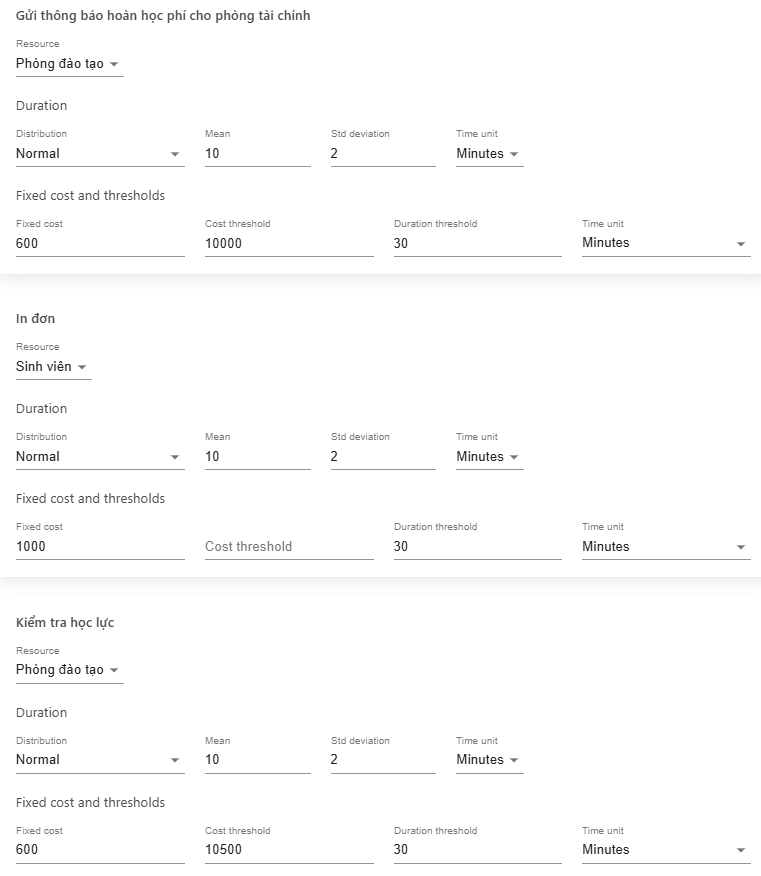 Gửi thông báo hoàn học phí cho phòng tài chính
Resource
Phòng đào tạo
Duration
Distribution Mean Std deviation Time unit
Normal 10 2 Minutes
Fixed cost and thresholds
Fixed cost Cost threshold Duration threshold Time unit
600 10000 30 Minutes
In đơn
Resource
Sinh viên
Duration
Distribution Mean Std deviation Time unit
Normal 10 2 Minutes
Fixed cost and thresholds
Fixed cost Duration threshold Time unit
1000 Cost threshold 30 Minutes
Kiểm tra học lực
Resource
Phòng đào tạo
Duration
Distribution Mean Std deviation Time unit
Normal 10 2 Minutes
Fixed cost and thresholds
Fixed cost Cost threshold Duration threshold Time unit
600 10500 30 Minutes